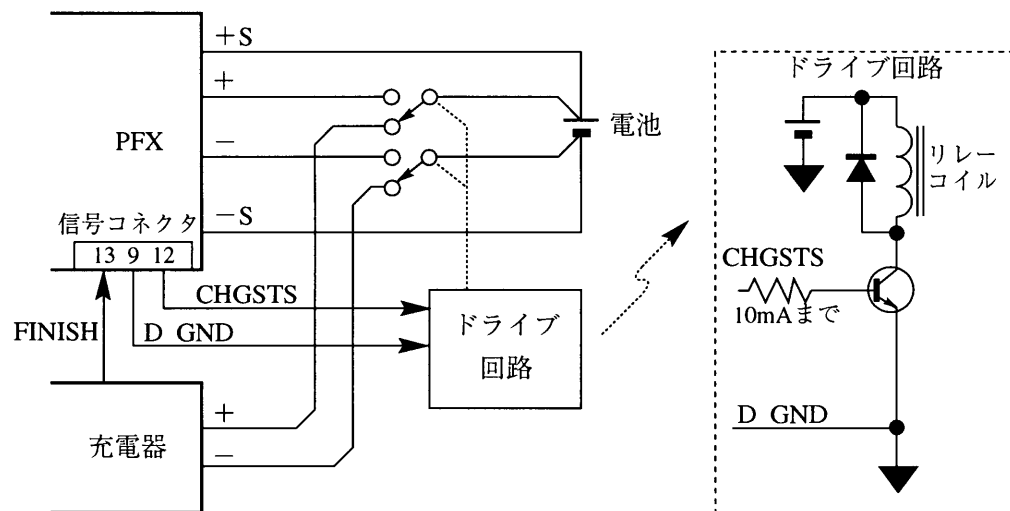 +S
+
PFX
−
−S
信号コネクタ
13 9 12
CHGSTS
FINISH
D GND
電池
ドライブ
回路
充電器
+
−
ドライブ回路
リレー
コイル
CHGSTS
10mAまで
D GND